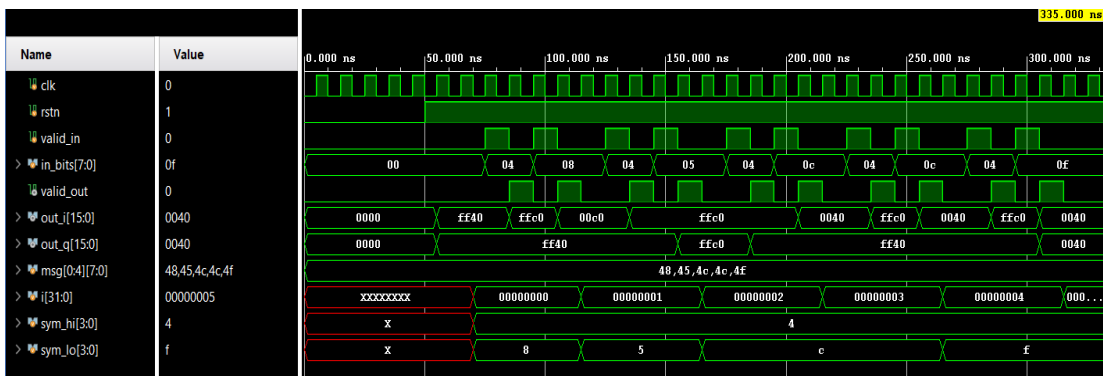 335.000 ns
Name Value
0.000 ns 50.000 ns 100.000 ns 150.000 ns 200.000 ns 250.000 ns 300.000 ns
clk 0
rstn 1
valid_in 0
in_bits[7:0] 0f 00 04 08 04 05 04 0c 04 0c 04 0f
valid_out 0
out_i[15:0] 0040 0000 ff40 ffc0 00c0 ffc0 0040 ffc0 0040 ffc0 0040
out_q[15:0] 0040 0000 ff40 ffc0 ff40 0040
msg[0:4][7:0] 48,45,4c,4c,4f 48,45,4c,4c,4f
i[31:0] 00000005 XXXXXXXX 00000000 00000001 00000002 00000003 00000004 000...
sym_hi[3:0] 4 X 4
sym_lo[3:0] f X 8 5 c f